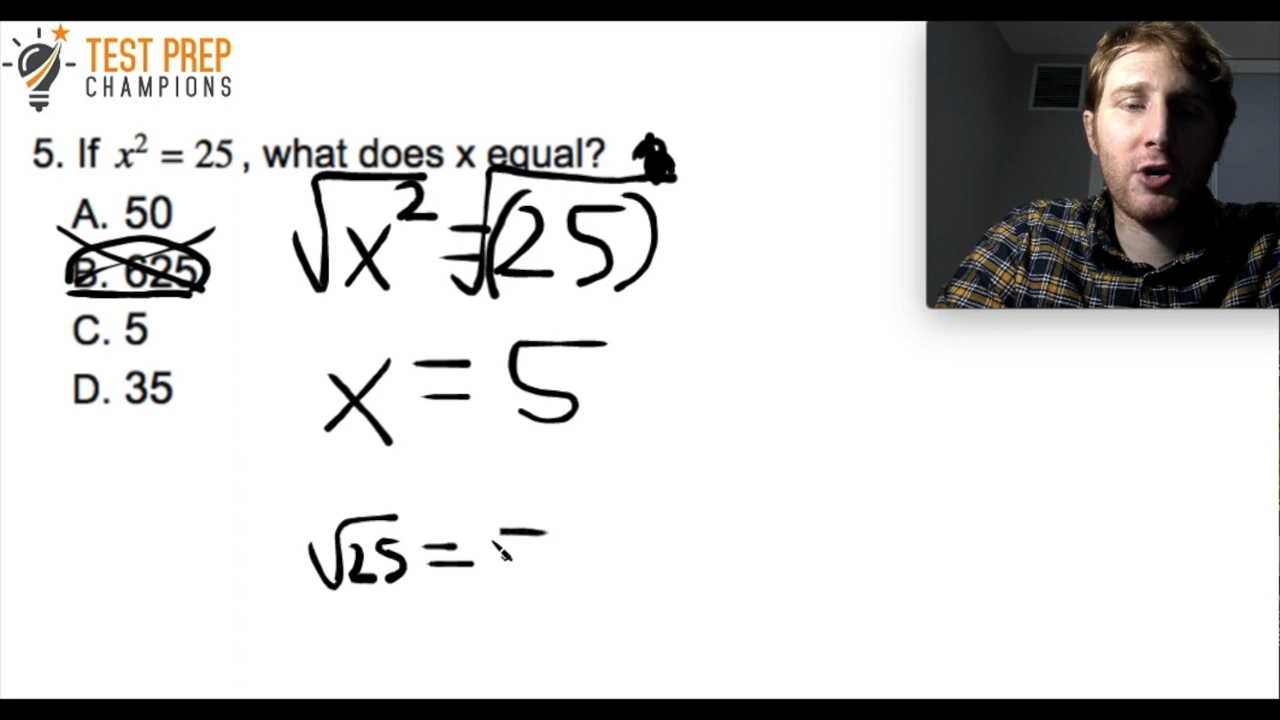 TEST PREP
CHAMPIONS
5. If x² = 25, what does x equal?
A. 50
B. 625
C. 5
D. 35
√x² = √(25)
x = 5
√25 =